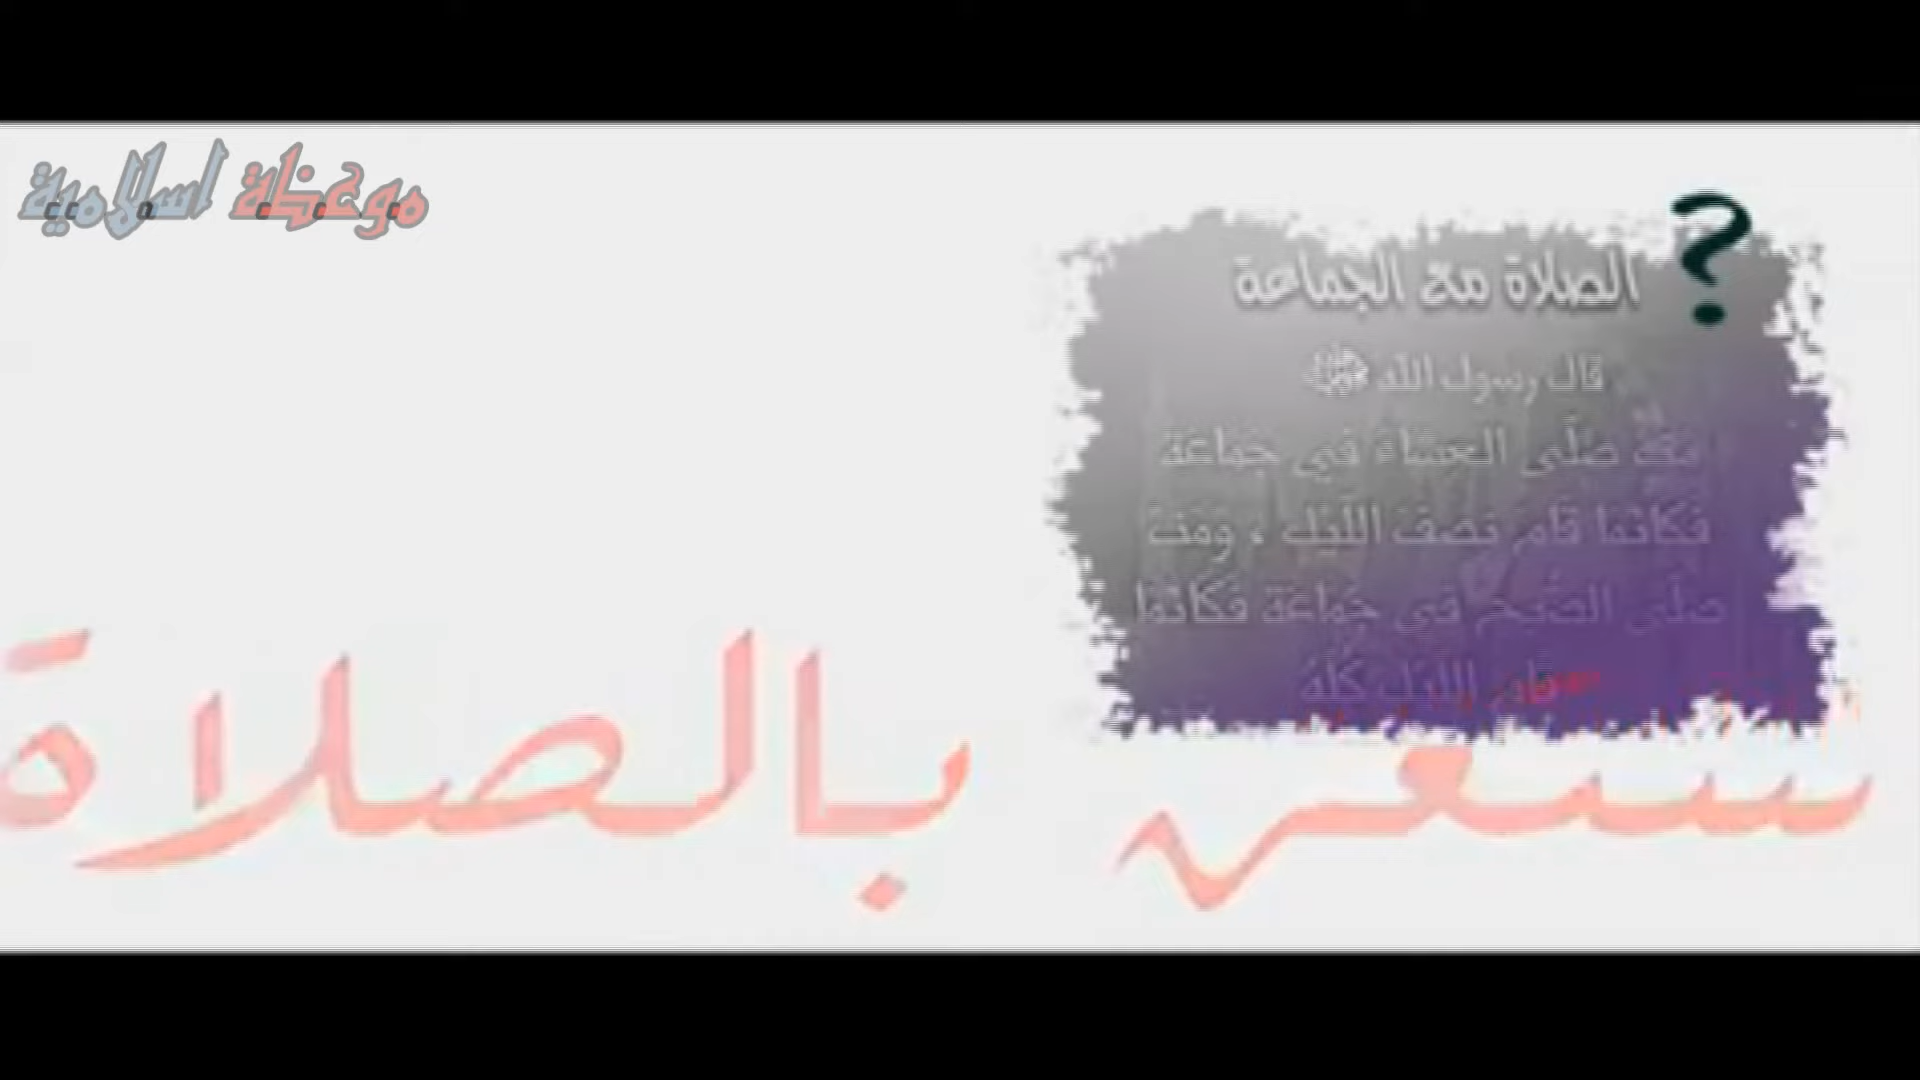 موعظة اسلامية
الصلاة مع الجماعة
?
قال رسول الله ﷺ
من صلى العشاء في جماعة
فكأنما قام نصف الليل ، ومن
صلى الصبح في جماعة فكأنما
صلى الليل كله
بالصلاة